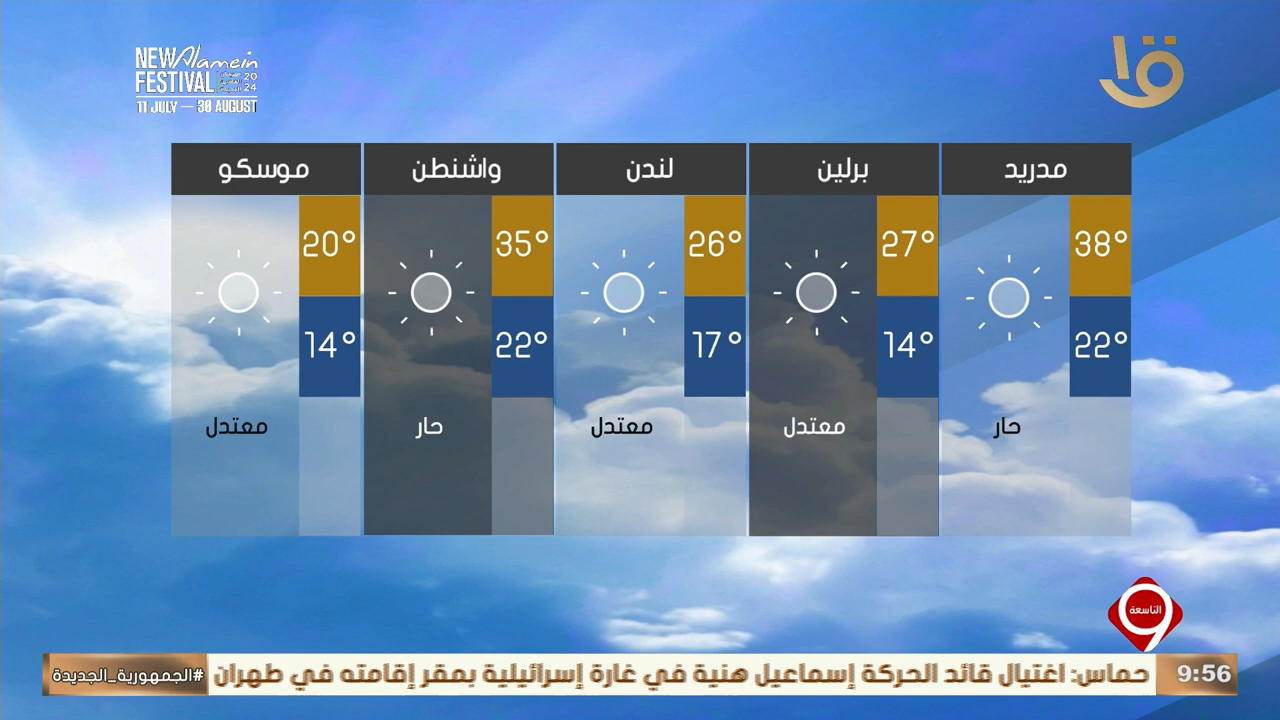 NEW Alamein
FESTIVAL 20
24
11 JULY — 30 AUGUST
مدريد
38°
22°
حار
برلين
27°
14°
معتدل
لندن
26°
17°
معتدل
واشنطن
35°
22°
حار
موسكو
20°
14°
معتدل
التاسعة
9
9:56
حماس: اغتيال قائد الحركة إسماعيل هنية في غارة إسرائيلية بمقر إقامته في طهران
#الجمهورية_الجديدة